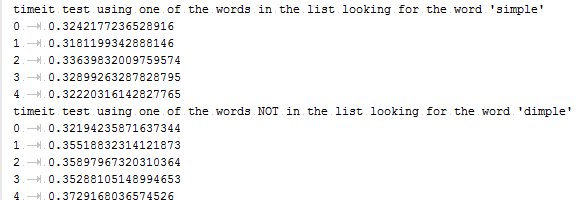 timeit test using one of the words in the list looking for the word 'simple'
0 → 0.3242177236528916
1 → 0.3181199342888146
2 → 0.33639832009759574
3 → 0.32899263287828795
4 → 0.32220316142827765
timeit test using one of the words NOT in the list looking for the word 'dimple'
0 → 0.32194235871637344
1 → 0.35518832314121873
2 → 0.35897967320310364
3 → 0.35288105148994653
4 → 0.3729168036574526